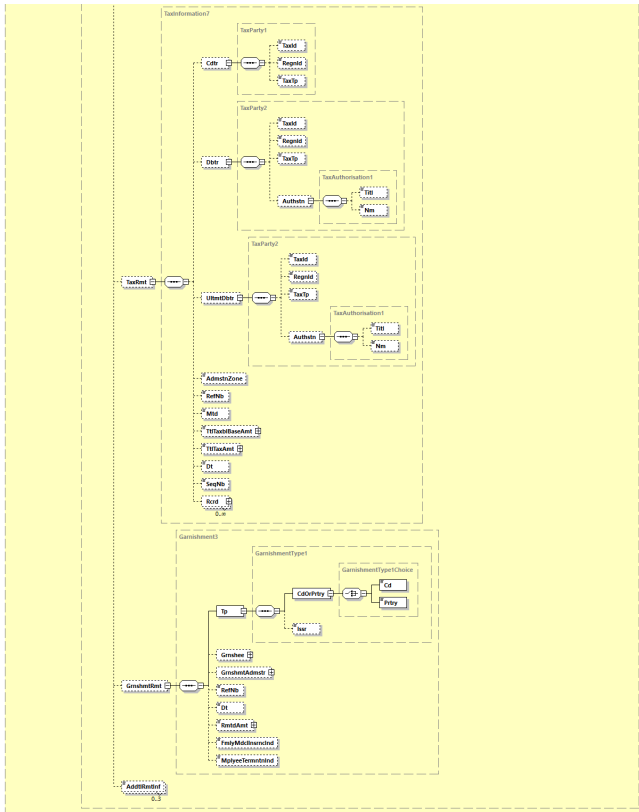 TaxInformation7
TaxParty1
TaxId
Cdtr
RegnId
TaxTp
TaxParty2
TaxId
RegnId
Dbtr
TaxTp
TaxAuthorisation1
Titl
Authstn
Nm
TaxParty2
TaxId
RegnId
TaxRmt
UltmtDbtr
TaxTp
TaxAuthorisation1
Titl
Authstn
Nm
AdmstnZone
RefNb
Mtd
TtlTaxblBaseAmt
TtlTaxAmt
Dt
SeqNb
Rcrd
0..∞
Garnishment3
GarnishmentType1
GarnishmentType1Choice
Cd
CdOrPrtry
Prtry
Tp
Issr
Grnshee
GrnshmtAdmstr
GrnshmtRmt
RefNb
Dt
RmtdAmt
FmlyMdclInsrncInd
MplyeeTermntnInd
AddtlRmtInf
0..3